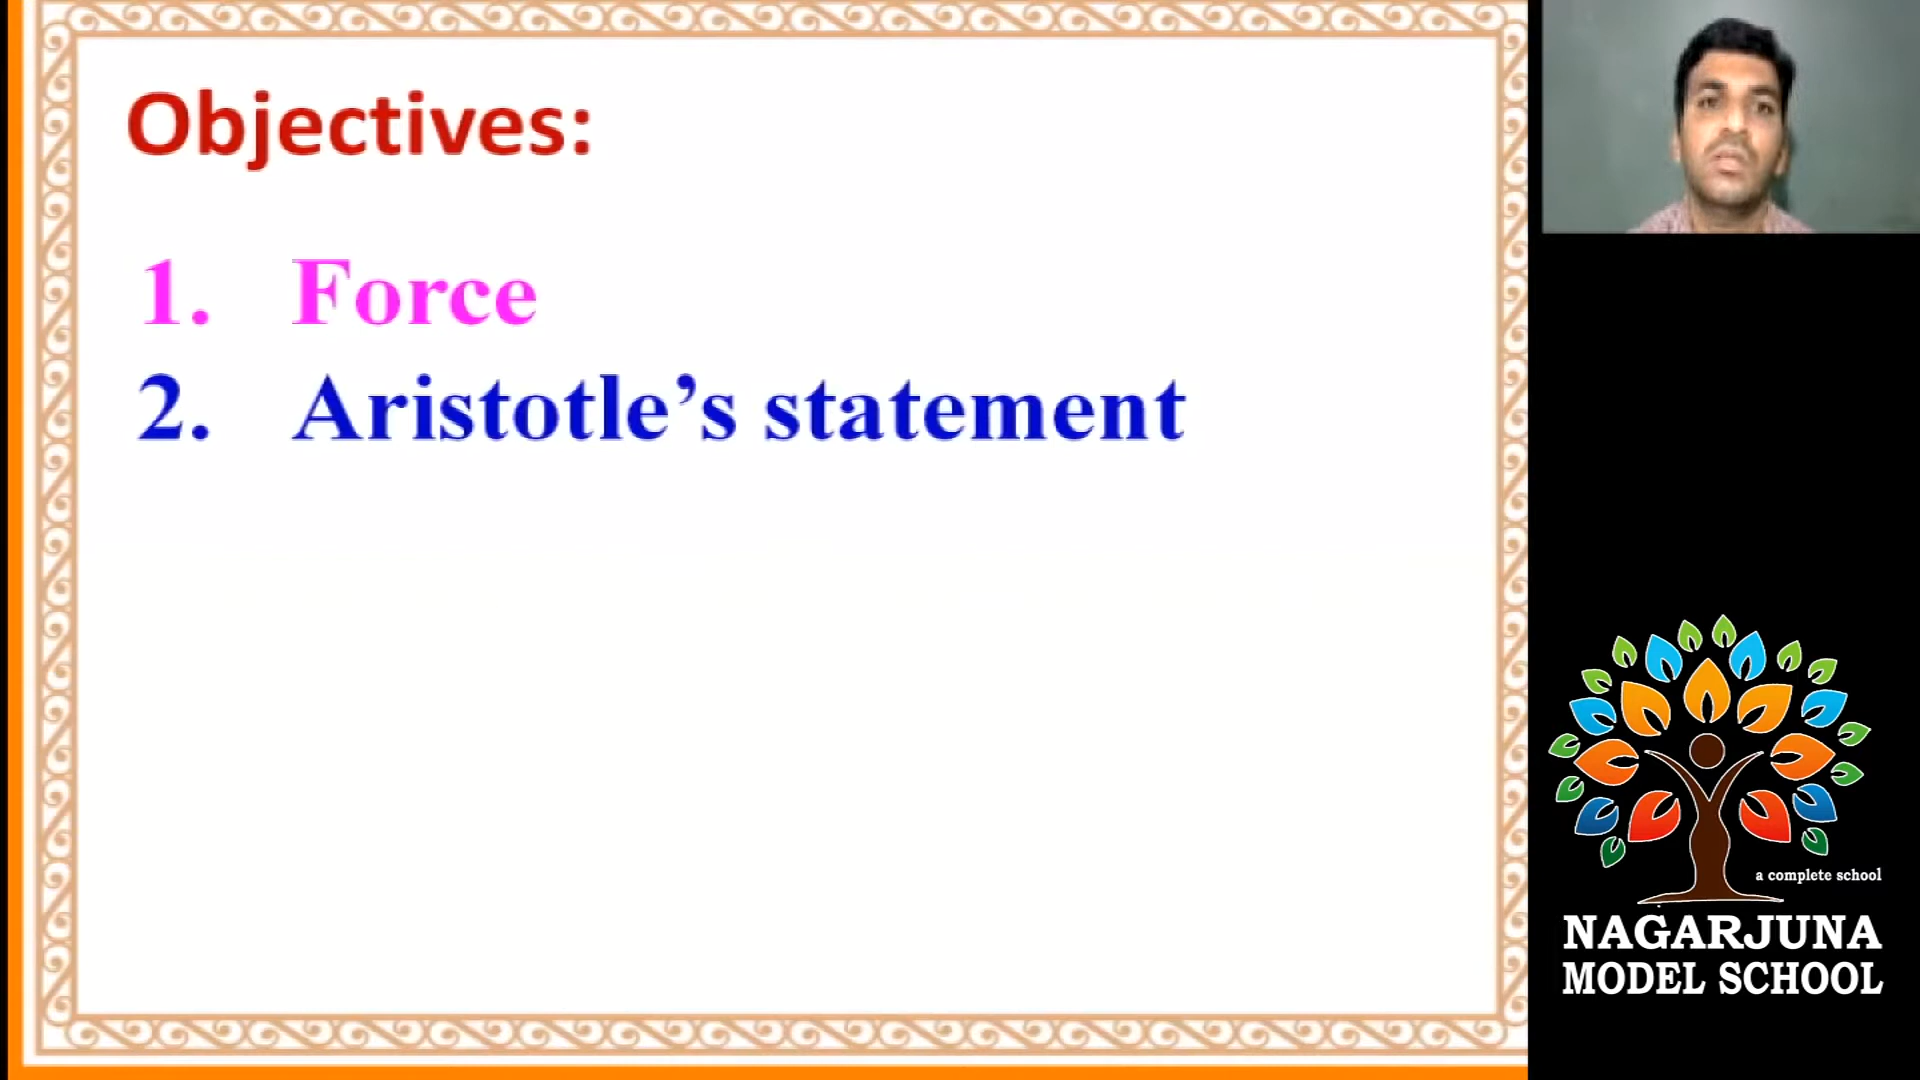 Objectives:
1. Force
2. Aristotle’s statement
a complete school
NAGARJUNA
MODEL SCHOOL